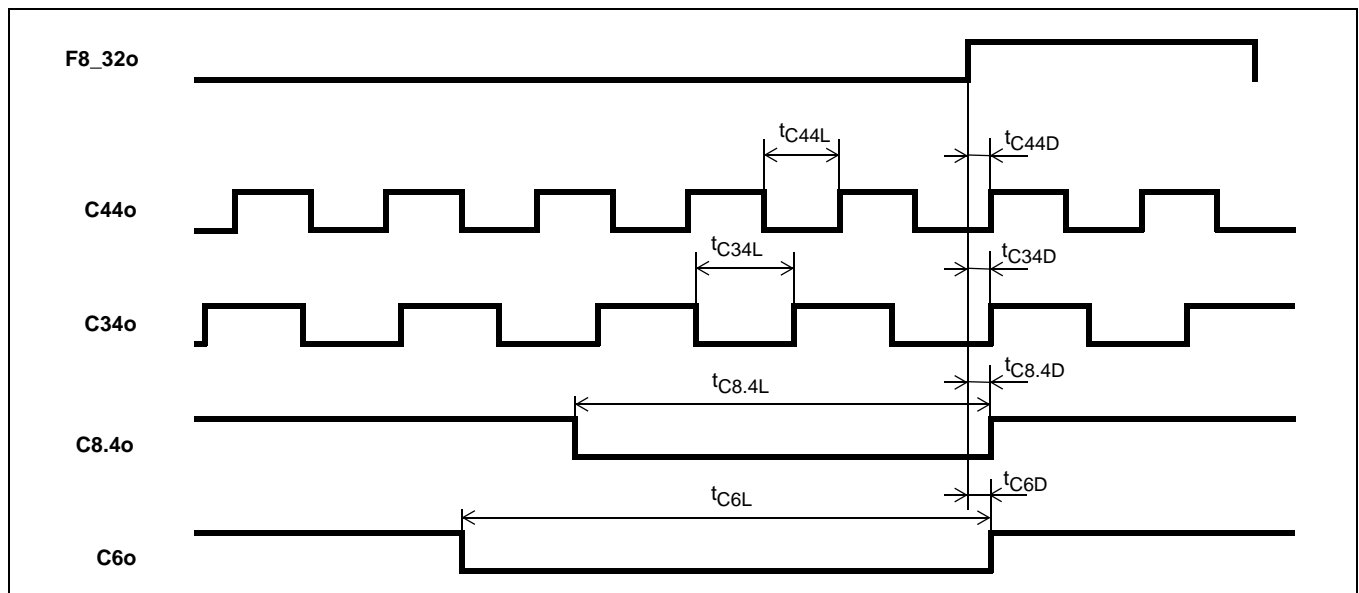 F8_32o
tC44L
tC44D
C44o
tC34L
tC34D
C34o
tC8.4L
tC8.4D
C8.4o
tC6L
tC6D
C6o